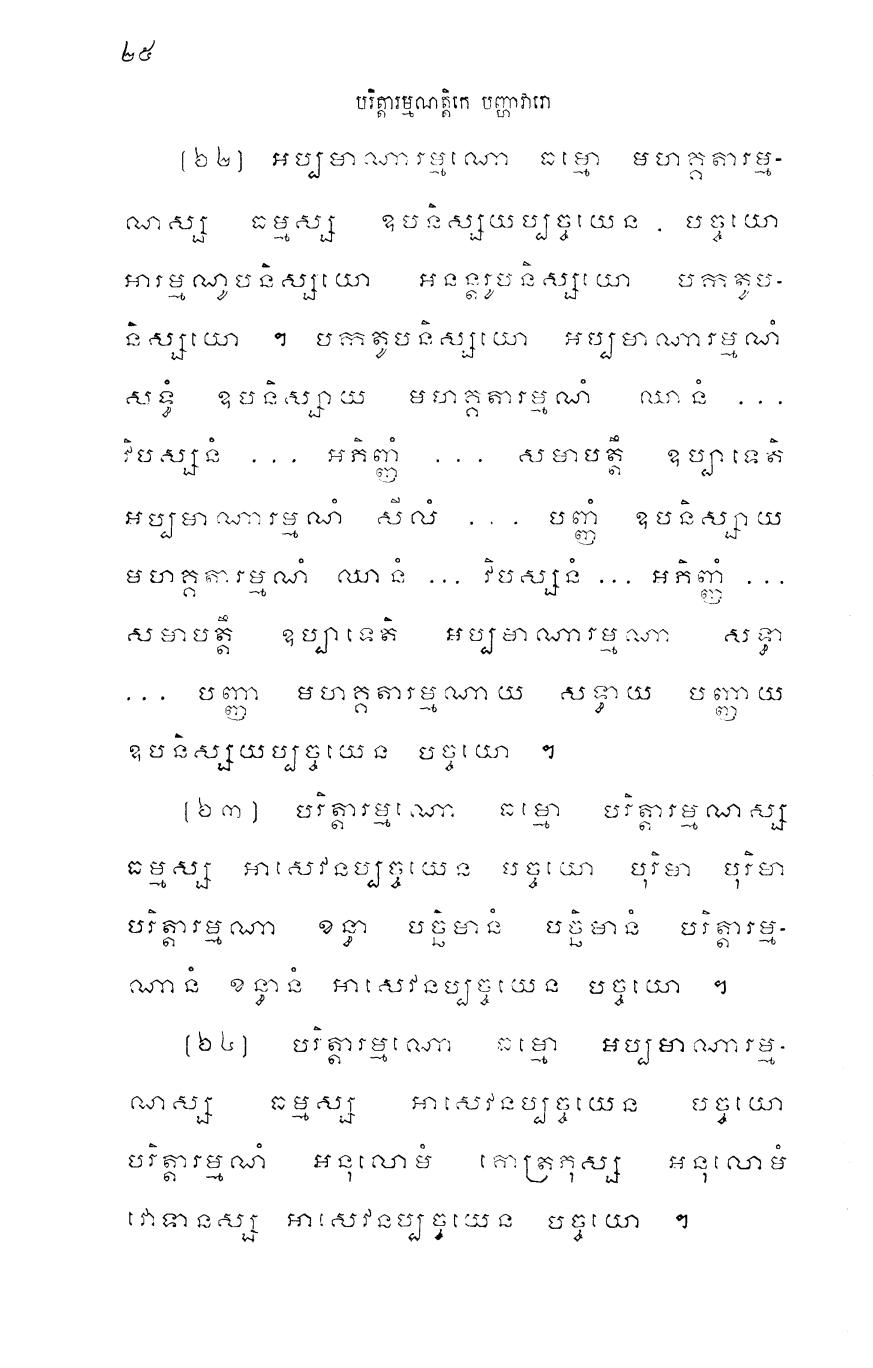 ២៥
បរិត្តារម្មណត្តិកេ បញ្ហាវារោ
(៦២) អប្បមាណារម្មណោ ធម្មោ មហគ្គតារម្ម-
ណស្ស ធម្មស្ស ឧបនិស្សយប្បច្ចយេន . បច្ចយោ
អារម្មណូបនិស្សយោ អនន្តរូបនិស្សយោ បកតូប-
និស្សយោ ។ បកតូបនិស្សយោ អប្បមាណារម្មណំ
សទ្ធំ ឧបនិស្សាយ មហគ្គតារម្មណំ ឈានំ ...
វិបស្សនំ ... អភិញ្ញំ ... សមាបត្តឹ ឧប្បាទេតិ
អប្បមាណារម្មណំ សីលំ ... បញ្ញំ ឧបនិស្សាយ
មហគ្គតារម្មណំ ឈានំ ... វិបស្សនំ ... អភិញ្ញំ ...
សមាបត្តឹ ឧប្បាទេតិ អប្បមាណារម្មណា សទ្ធា
... បញ្ញា មហគ្គតារម្មណាយ សទ្ធាយ បញ្ញាយ
ឧបនិស្សយប្បច្ចយេន បច្ចយោ ។
(៦៣) បរិត្តារម្មណោ ធម្មោ បរិត្តារម្មណស្ស
ធម្មស្ស អាសេវនប្បច្ចយេន បច្ចយោ បុរិមា បុរិមា
បរិត្តារម្មណា ខន្ធា បច្ឆិមានំ បច្ឆិមានំ បរិត្តារម្ម-
ណានំ ខន្ធានំ អាសេវនប្បច្ចយេន បច្ចយោ ។
(៦៤) បរិត្តារម្មណោ ធម្មោ អប្បមាណារម្ម-
ណស្ស ធម្មស្ស អាសេវនប្បច្ចយេន បច្ចយោ
បរិត្តារម្មណំ អនុលោមំ គោត្រភុស្ស អនុលោមំ
វោទានស្ស អាសេវនប្បច្ចយេន បច្ចយោ ។